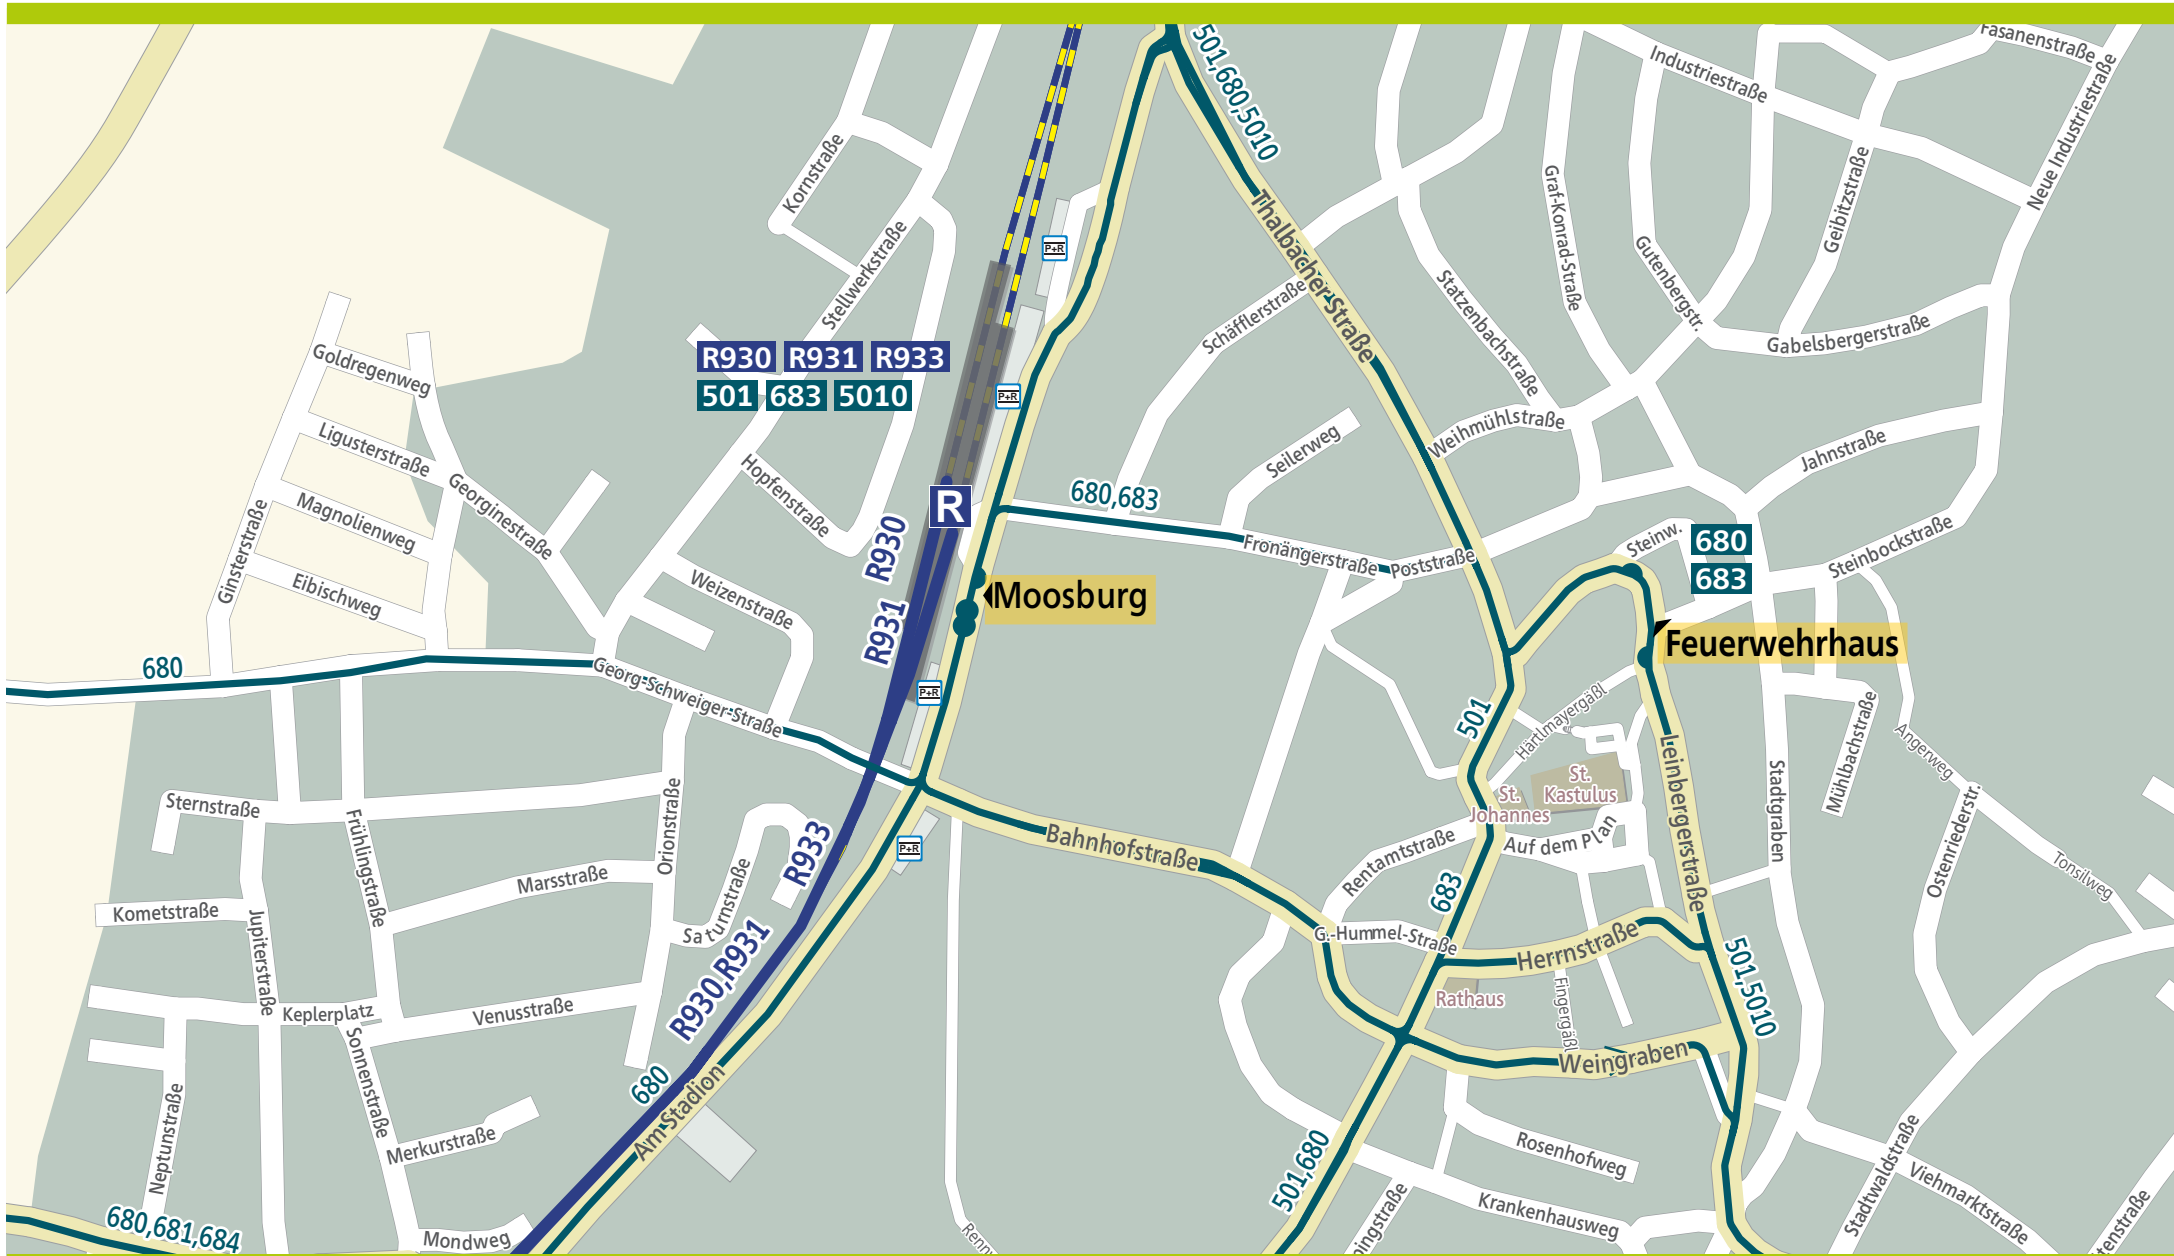 501,680,5010
Fasanenstraße
Industriestraße
Neue Industriestraße
Kornstraße
Geibitzstraße
Graf-Konrad-Straße
Gutenbergstr.
Thalbacher Straße
P+R
Stellwerkstraße
Statzenbachstraße
Schäfflerstraße
Gabelsbergerstraße
R930 R931 R933
501 683 5010
Goldregenweg
P+R
Weihmühlstraße
Jahnstraße
Seilerweg
Ligusterstraße
Georginestraße
Hopfenstraße
Magnolienweg
Ginsterstraße
R
680,683
R930
Fronängerstraße
Poststraße
Steinw.
680
683
Steinbockstraße
Eibischweg
Weizenstraße
R931
Moosburg
Feuerwehrhaus
680
Georg-Schweiger-Straße
P+R
501
Härtlmayergäßl
Leinbergerstraße
Stadtgraben
Mühlbachstraße
Angerweg
St.
Kastulus
St.
Johannes
Sternstraße
Frühlingstraße
Orionstraße
R933
P+R
Bahnhofstraße
Rentamtstraße
Auf dem Plan
Ostenriederstr.
Tonsilweg
Marsstraße
Saturnstraße
683
Kometstraße
Jupiterstraße
G.-Hummel-Straße
Herrnstraße
501,5010
R930,R931
Rathaus
Fingergäßl
Keplerplatz
Venusstraße
Sonnenstraße
Weingraben
680
Am Stadion
Neptunstraße
Merkurstraße
501,680
Rosenhofweg
Krankenhausweg
Stadtwaldstraße
Viehmarktstraße
680,681,684
Mondweg